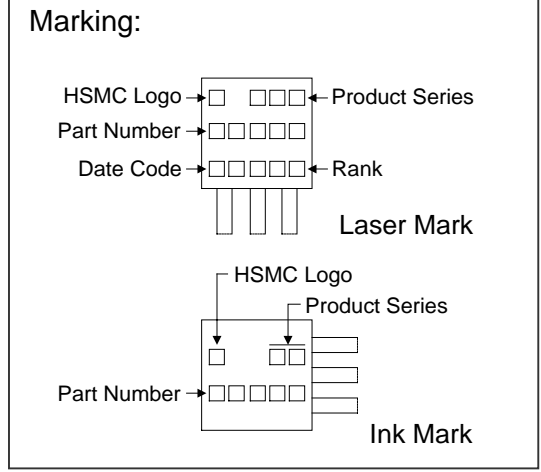 Marking:
HSMC Logo
Product Series
Part Number
Date Code
Rank
Laser Mark
HSMC Logo
Product Series
Part Number
Ink Mark